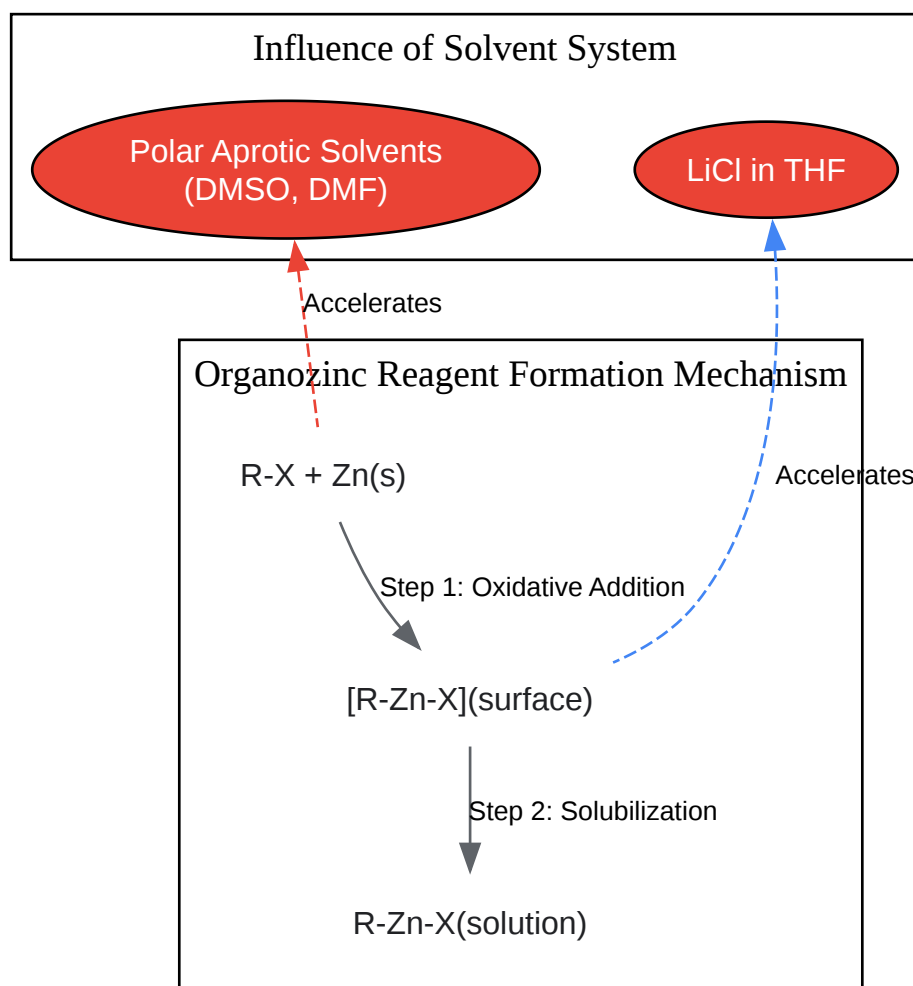 Influence of Solvent System
Polar Aprotic Solvents
(DMSO, DMF)
LiCl in THF
Accelerates
Organozinc Reagent Formation Mechanism
R-X + Zn(s)
Accelerates
Step 1: Oxidative Addition
[R-Zn-X](surface)
Step 2: Solubilization
R-Zn-X(solution)